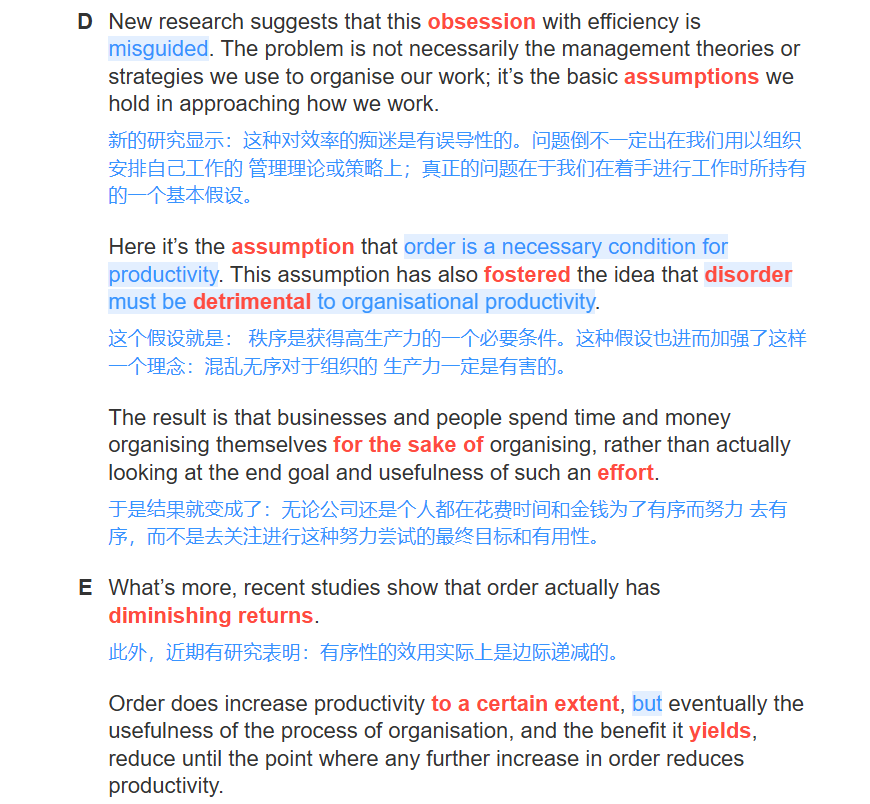 D New research suggests that this obsession with efficiency is
misguided. The problem is not necessarily the management theories or
strategies we use to organise our work; it's the basic assumptions we
hold in approaching how we work.
新的研究显示：这种对效率的痴迷是有误导性的。问题倒不一定出在我们用以组织
安排自己工作的 管理理论或策略上；真正的问题在于我们在着手进行工作时所持有
的一个基本假设。
Here it's the assumption that order is a necessary condition for
productivity. This assumption has also fostered the idea that disorder
must be detrimental to organisational productivity.
这个假设就是： 秩序是获得高生产力的一个必要条件。这种假设也进而加强了这样
一个理念：混乱无序对于组织的 生产力一定是有害的。
The result is that businesses and people spend time and money
organising themselves for the sake of organising, rather than actually
looking at the end goal and usefulness of such an effort.
于是结果就变成了：无论公司还是个人都在花费时间和金钱为了有序而努力 去有
序，而不是去关注进行这种努力尝试的最终目标和有用性。
E What's more, recent studies show that order actually has
diminishing returns.
此外，近期有研究表明：有序性的效用实际上是边际递减的。
Order does increase productivity to a certain extent, but eventually the
usefulness of the process of organisation, and the benefit it yields,
reduce until the point where any further increase in order reduces
productivity.